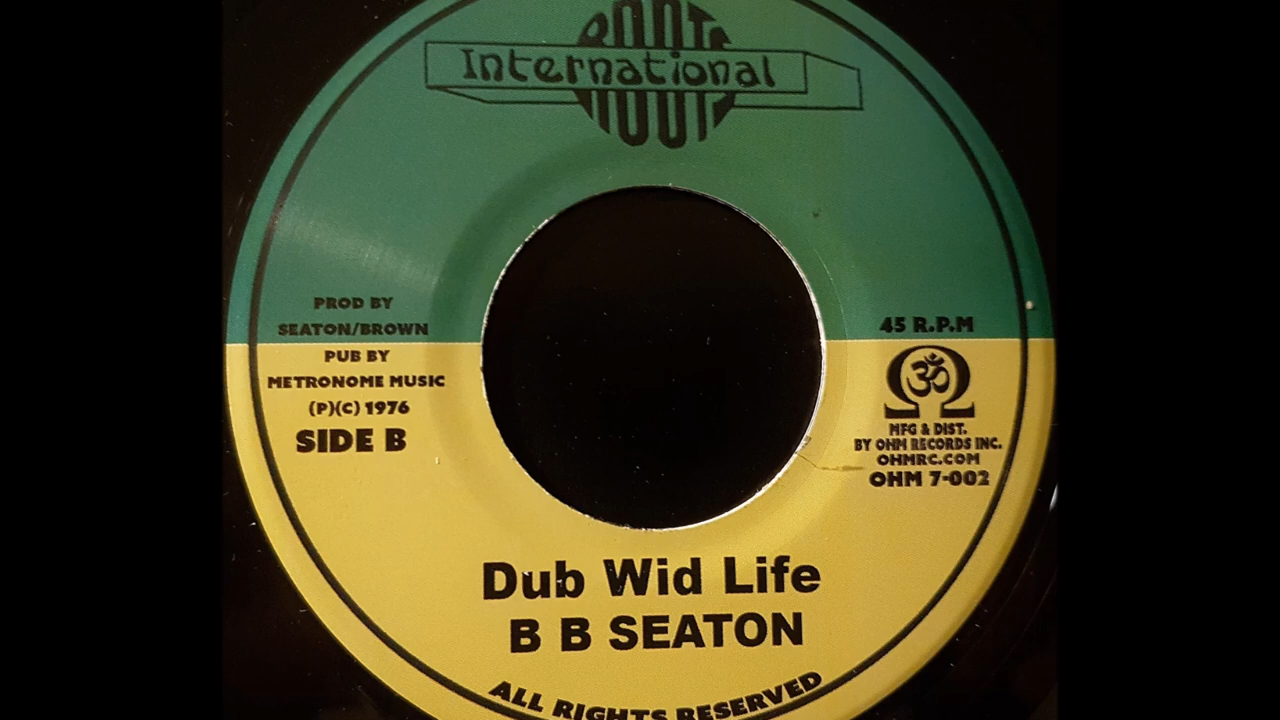 ROOTS
International
PROD BY
SEATON/BROWN
PUB BY
METRONOME MUSIC
(P)(C) 1976
SIDE B
45 R.P.M
ॐ
MFG & DIST.
BY OHM RECORDS INC.
OHMRC.COM
OHM 7-002
Dub Wid Life
B B SEATON
ALL RIGHTS RESERVED